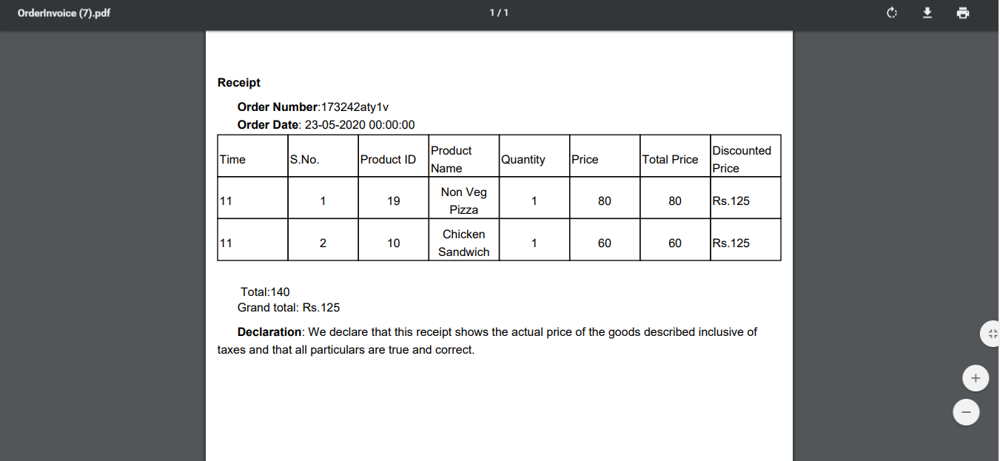 OrderInvoice (7).pdf
1 / 1
Receipt
Order Number:173242aty1v
Order Date: 23-05-2020 00:00:00
Time S.No. Product ID Product Name Quantity Price Total Price Discounted Price
11 1 19 Non Veg Pizza 1 80 80 Rs.125
11 2 10 Chicken Sandwich 1 60 60 Rs.125
Total:140
Grand total: Rs.125
Declaration: We declare that this receipt shows the actual price of the goods described inclusive of
taxes and that all particulars are true and correct.